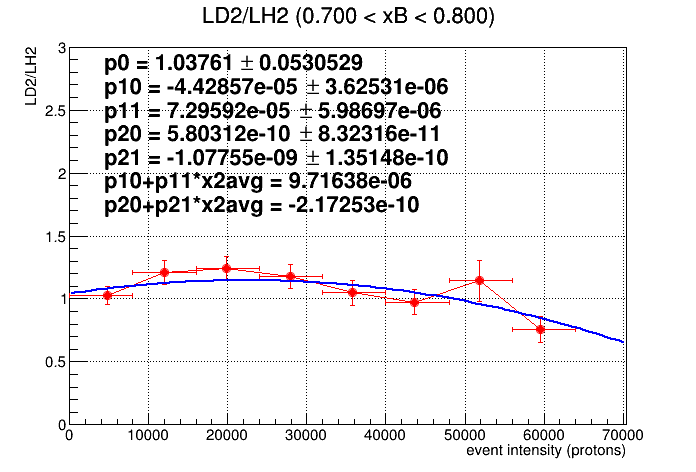 LD2/LH2 (0.700 < xB < 0.800)
LD2/LH2
3
2.5
2
1.5
1
0.5
0
p0 = 1.03761 ± 0.0530529
p10 = -4.42857e-05 ± 3.62531e-06
p11 = 7.29592e-05 ± 5.98697e-06
p20 = 5.80312e-10 ± 8.32316e-11
p21 = -1.07755e-09 ± 1.35148e-10
p10+p11*x2avg = 9.71638e-06
p20+p21*x2avg = -2.17253e-10
0 10000 20000 30000 40000 50000 60000 70000
event intensity (protons)